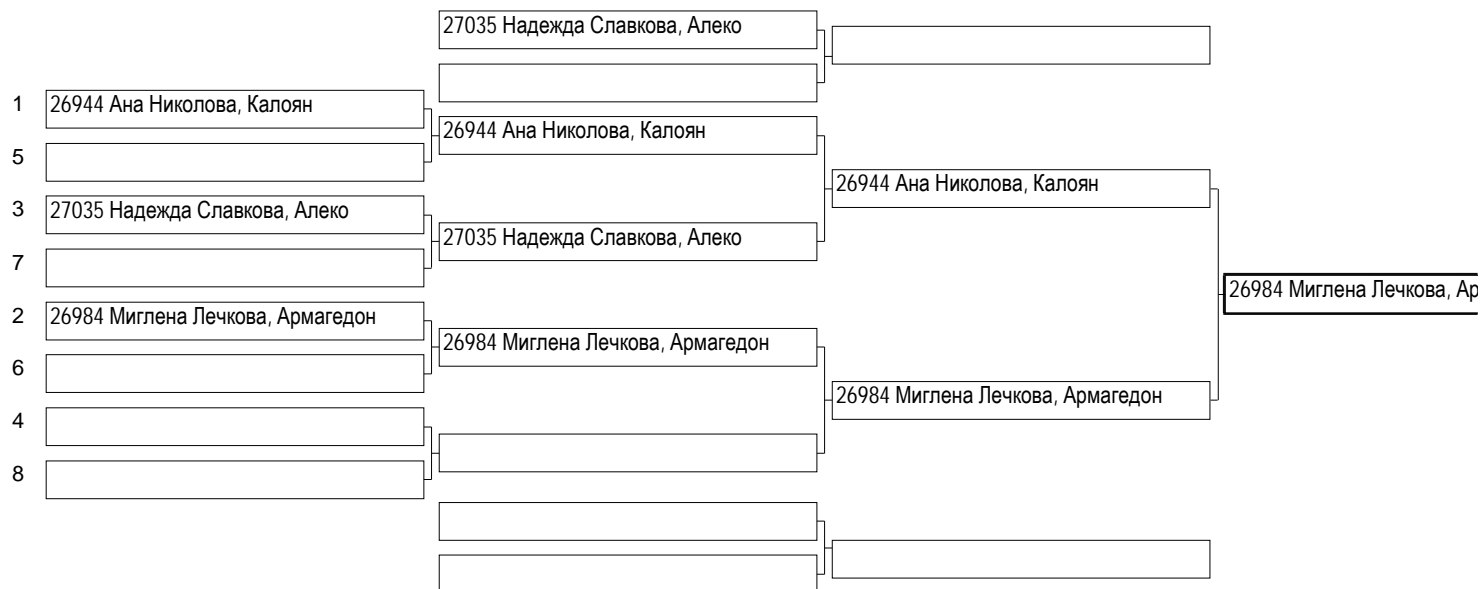 27035 Надежда Славкова, Алеко
1 26944 Ана Николова, Калоян
26944 Ана Николова, Калоян
5
26944 Ана Николова, Калоян
3 27035 Надежда Славкова, Алеко
27035 Надежда Славкова, Алеко
7
26984 Миглена Лечкова, Ар
2 26984 Миглена Лечкова, Армагедон
26984 Миглена Лечкова, Армагедон
6
26984 Миглена Лечкова, Армагедон
4
8